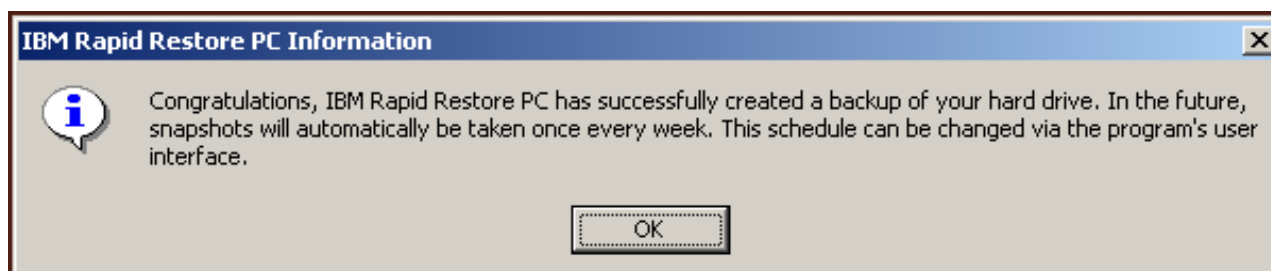 IBM Rapid Restore PC Information
Congratulations, IBM Rapid Restore PC has successfully created a backup of your hard drive. In the future,
snapshots will automatically be taken once every week. This schedule can be changed via the program's user
interface.
OK